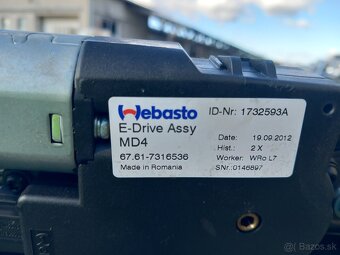 Webasto
ID-Nr: 1732593A
E-Drive Assy
MD4
Date: 19.09.2012
Hist.: 2 X
67.61-7316536
Worker: WRo L7
Made in Romania
SNr.:0146897
bazos.sk